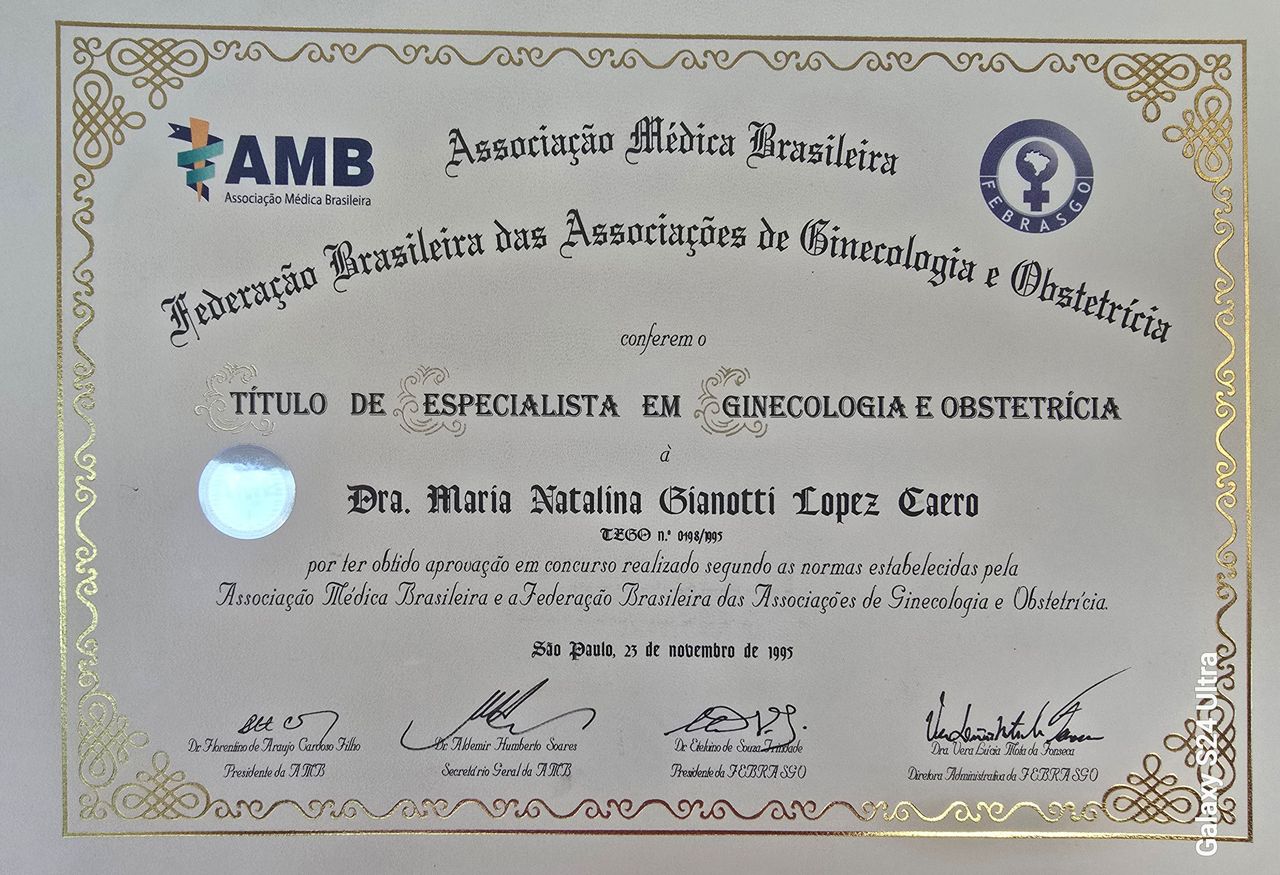 AMB
Associação Médica Brasileira
Associação Médica Brasileira
FEBRASGO
Federação Brasileira das Associações de Ginecologia e Obstetrícia
conferem o
TÍTULO DE ESPECIALISTA EM GINECOLOGIA E OBSTETRÍCIA
à
Dra. Maria Natalina Gianotti Lopez Caero
TEGO n.º 0198/1995
por ter obtido aprovação em concurso realizado segundo as normas estabelecidas pela
Associação Médica Brasileira e a Federação Brasileira das Associações de Ginecologia e Obstetrícia.
São Paulo, 23 de novembro de 1995
Dr. Florentino de Araujo Cardoso Filho
Presidente da AMB
Dr. Aldemir Humberto Soares
Secretário Geral da AMB
Dr. Etelvino de Souza Trindade
Presidente da FEBRASGO
Dra. Vera Lúcia Mota da Fonseca
Diretora Administrativa da FEBRASGO
Galaxy S24 Ultra